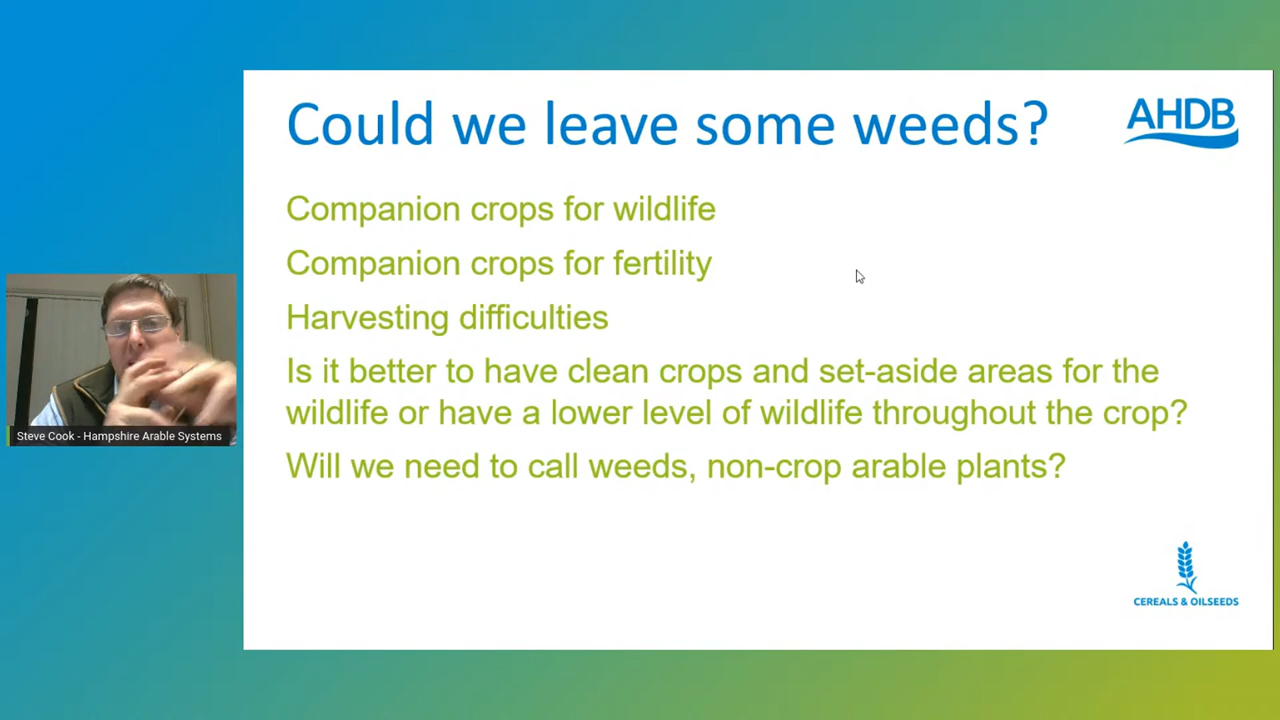 Could we leave some weeds?
AHDB
Companion crops for wildlife
Companion crops for fertility
Harvesting difficulties
Is it better to have clean crops and set-aside areas for the
wildlife or have a lower level of wildlife throughout the crop?
Will we need to call weeds, non-crop arable plants?
Steve Cook - Hampshire Arable Systems
CEREALS & OILSEEDS